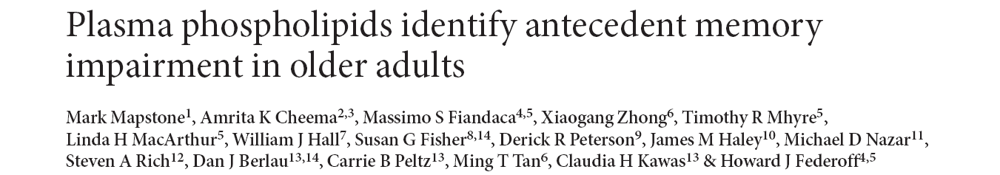 Plasma phospholipids identify antecedent memory
impairment in older adults
Mark Mapstone1, Amrita K Cheema2,3, Massimo S Fiandaca4,5, Xiaogang Zhong6, Timothy R Mhyre5,
Linda H MacArthur5, William J Hall7, Susan G Fisher8,14, Derick R Peterson9, James M Haley10, Michael D Nazar11,
Steven A Rich12, Dan J Berlau13,14, Carrie B Peltz13, Ming T Tan6, Claudia H Kawas13 & Howard J Federoff4,5